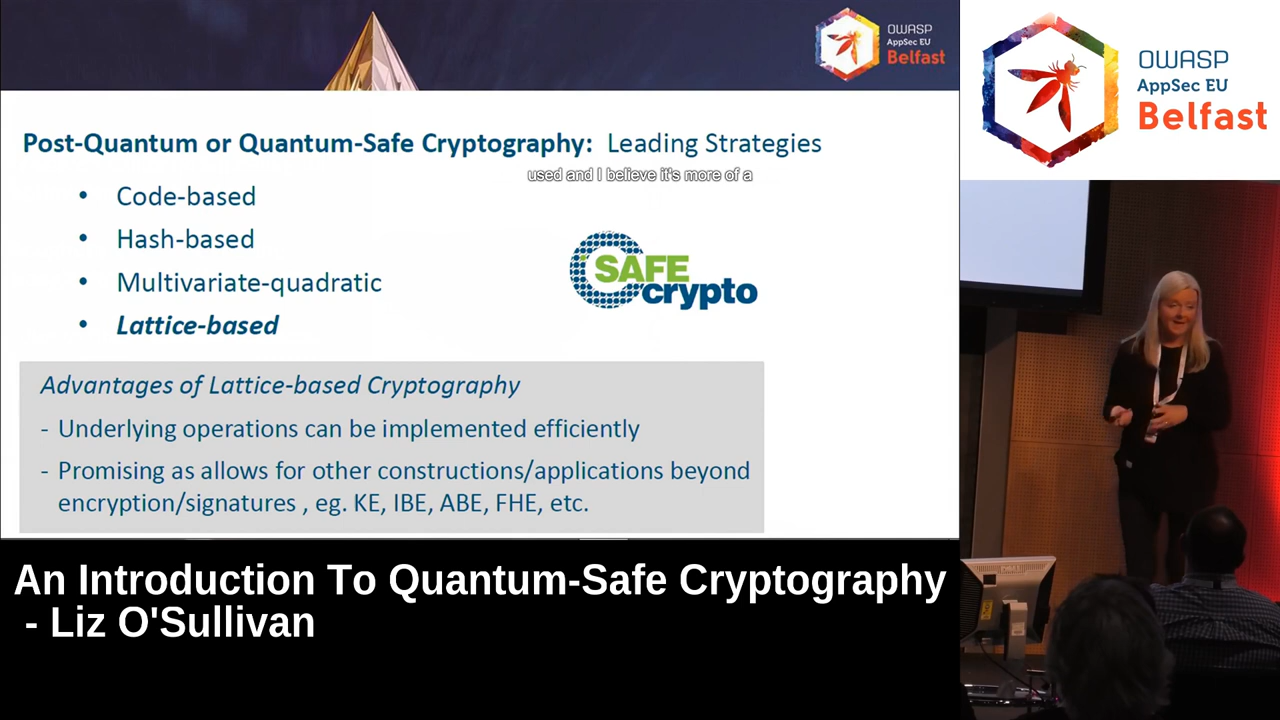 OWASP
AppSec EU
Belfast
OWASP
AppSec EU
Belfast
Post-Quantum or Quantum-Safe Cryptography: Leading Strategies
used and I believe it's more of a
• Code-based
• Hash-based
• Multivariate-quadratic
• Lattice-based
SAFE
crypto
Advantages of Lattice-based Cryptography
- Underlying operations can be implemented efficiently
- Promising as allows for other constructions/applications beyond
encryption/signatures , eg. KE, IBE, ABE, FHE, etc.
An Introduction To Quantum-Safe Cryptography
- Liz O'Sullivan